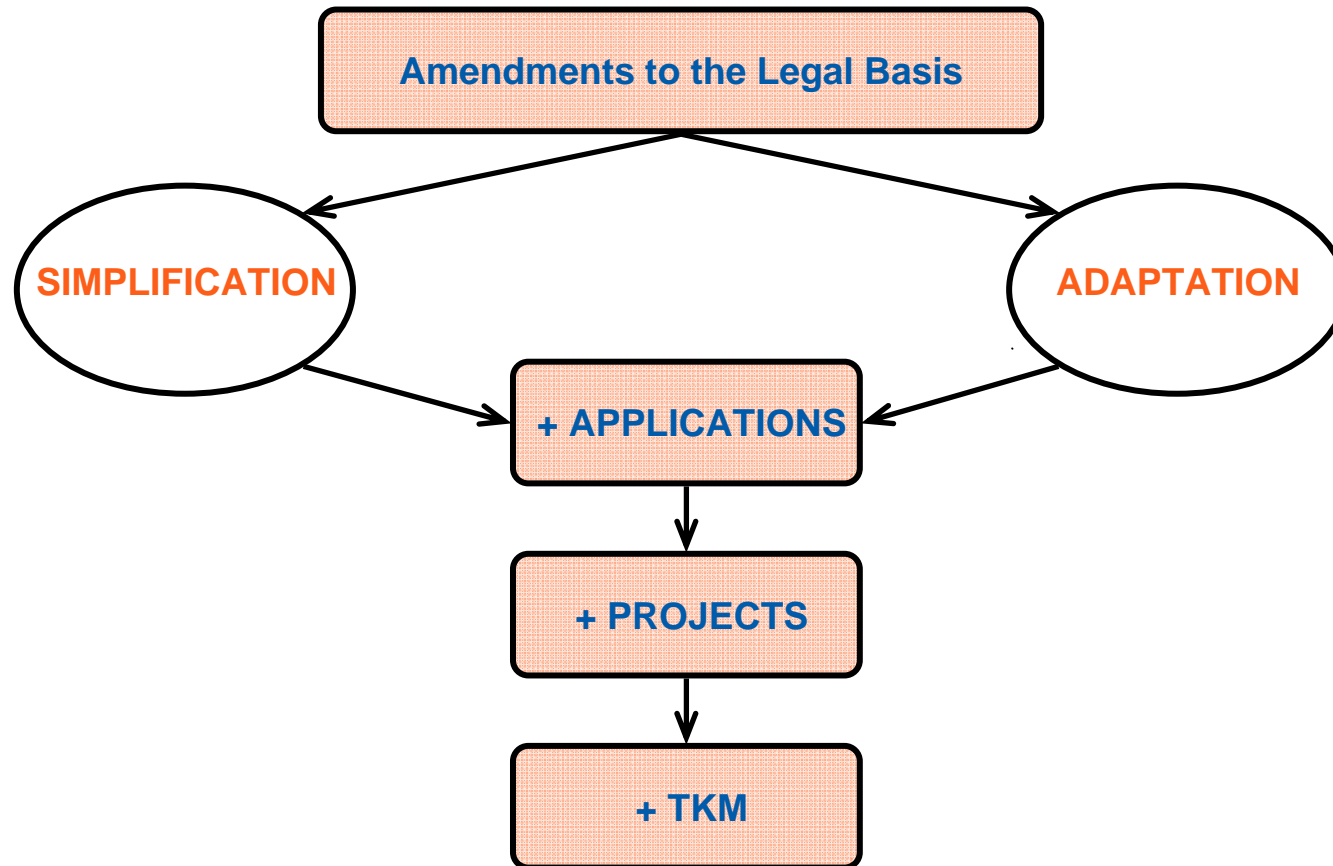 Amendments to the Legal Basis
SIMPLIFICATION
ADAPTATION
+ APPLICATIONS
+ PROJECTS
+ TKM